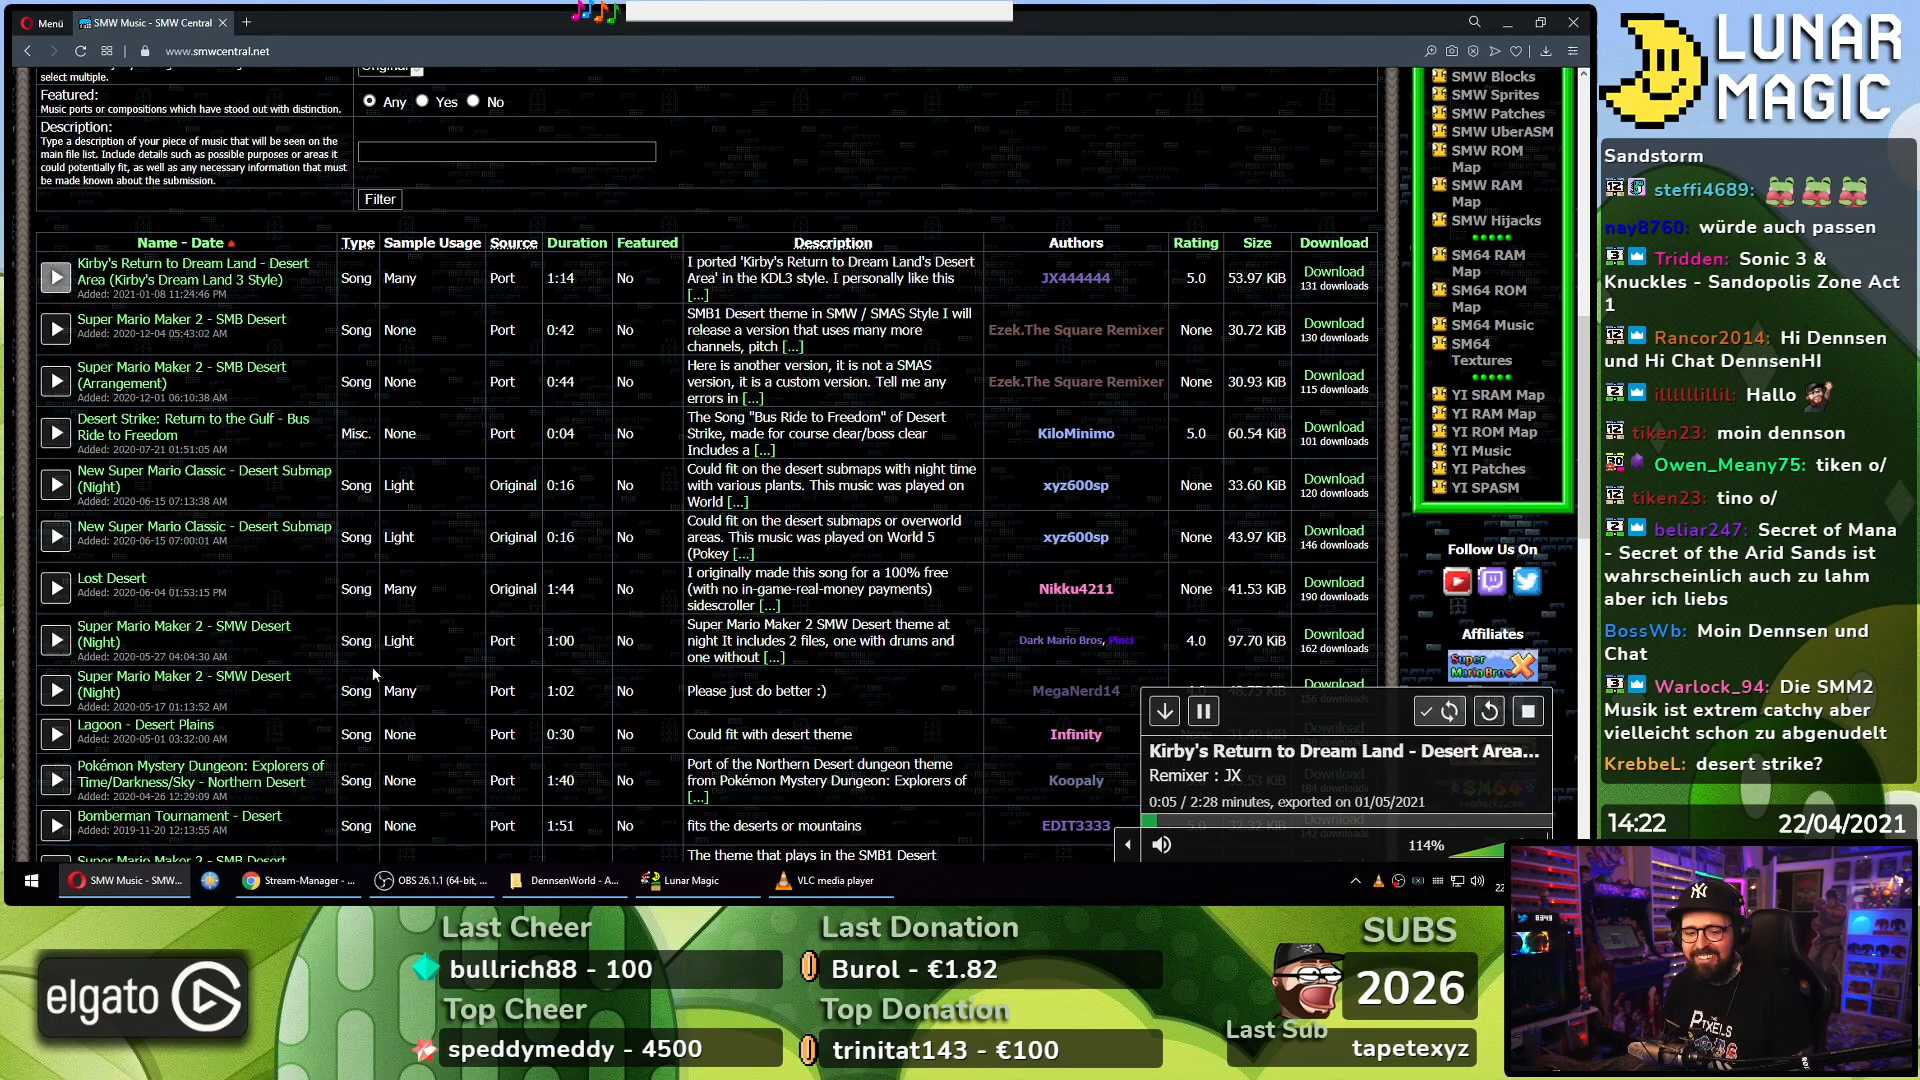 Menü
SMW Music - SMW Central
www.smwcentral.net
select multiple.
Original
Featured:
Music ports or compositions which have stood out with distinction.
Any Yes No
Description:
Type a description of your piece of music that will be seen on the
main file list. Include details such as possible purposes or areas it
could potentially fit, as well as any necessary information that must
be made known about the submission.
Filter
Name - Date Type Sample Usage Source Duration Featured Description Authors Rating Size Download
Kirby's Return to Dream Land - Desert
Area (Kirby's Dream Land 3 Style)
Added: 2021-01-08 11:24:46 PM
Song Many Port 1:14 No
I ported 'Kirby's Return to Dream Land's Desert
Area' in the KDL3 style. I personally like this
[...]
JX444444 5.0 53.97 KiB
Download
131 downloads
Super Mario Maker 2 - SMB Desert
Added: 2020-12-04 05:43:02 AM
Song None Port 0:42 No
SMB1 Desert theme in SMW / SMAS Style I will
release a version that uses many more
channels, pitch [...]
Ezek.The Square Remixer None 30.72 KiB
Download
130 downloads
Super Mario Maker 2 - SMB Desert
(Arrangement)
Added: 2020-12-01 06:10:38 AM
Song None Port 0:44 No
Here is another version, it is not a SMAS
version, it is a custom version. Tell me any
errors in [...]
Ezek.The Square Remixer None 30.93 KiB
Download
115 downloads
Desert Strike: Return to the Gulf - Bus
Ride to Freedom
Added: 2020-07-21 01:51:05 AM
Misc. None Port 0:04 No
The Song "Bus Ride to Freedom" of Desert
Strike, made for course clear/boss clear
Includes a [...]
KiloMinimo 5.0 60.54 KiB
Download
101 downloads
New Super Mario Classic - Desert Submap
(Night)
Added: 2020-06-15 07:13:38 AM
Song Light Original 0:16 No
Could fit on the desert submaps with night time
with various plants. This music was played on
World [...]
xyz600sp None 33.60 KiB
Download
120 downloads
New Super Mario Classic - Desert Submap
Added: 2020-06-15 07:00:01 AM
Song Light Original 0:16 No
Could fit on the desert submaps or overworld
areas. This music was played on World 5
(Pokey [...]
xyz600sp None 43.97 KiB
Download
146 downloads
Lost Desert
Added: 2020-06-04 01:53:15 PM
Song Many Original 1:44 No
I originally made this song for a 100% free
(with no in-game-real-money payments)
sidescroller [...]
Nikku4211 None 41.53 KiB
Download
190 downloads
Super Mario Maker 2 - SMW Desert
(Night)
Added: 2020-05-27 04:04:30 AM
Song Light Port 1:00 No
Super Mario Maker 2 SMW Desert theme at
night It includes 2 files, one with drums and
one without [...]
Dark Mario Bros, Pinci 4.0 97.70 KiB
Download
162 downloads
Super Mario Maker 2 - SMW Desert
(Night)
Added: 2020-05-17 01:13:52 AM
Song Many Port 1:02 No
Please just do better :)
MegaNerd14
Download
Lagoon - Desert Plains
Added: 2020-05-01 03:32:00 AM
Song None Port 0:30 No
Could fit with desert theme
Infinity
Pokémon Mystery Dungeon: Explorers of
Time/Darkness/Sky - Northern Desert
Added: 2020-04-26 12:29:09 AM
Song None Port 1:40 No
Port of the Northern Desert dungeon theme
from Pokémon Mystery Dungeon: Explorers of
[...]
Koopaly
Bomberman Tournament - Desert
Added: 2019-11-20 12:13:55 AM
Song None Port 1:51 No
fits the deserts or mountains
EDIT3333
Super Mario Maker 2 - SMB Desert
The theme that plays in the SMB1 Desert
Kirby's Return to Dream Land - Desert Area...
Remixer : JX
0:05 / 2:28 minutes, exported on 01/05/2021
114%
SMW Blocks
SMW Sprites
SMW Patches
SMW UberASM
SMW ROM
Map
SMW RAM
Map
SMW Hijacks
SM64 RAM
Map
SM64 ROM
Map
SM64 Music
SM64
Textures
YI SRAM Map
YI RAM Map
YI ROM Map
YI Music
YI Patches
YI SPASM
Follow Us On
Affiliates
Super
Mario Bros.
SMW Music - SMW...
Stream-Manager - ...
OBS 26.1.1 (64-bit, ...
DennsenWorld - A...
Lunar Magic
VLC media player
LUNAR
MAGIC
Sandstorm
steffi4689:
nay8760: würde auch passen
Tridden: Sonic 3 &
Knuckles - Sandopolis Zone Act
1
Rancor2014: Hi Dennsen
und Hi Chat DennsenHI
illlllllillil: Hallo
tiken23: moin dennson
Owen_Meany75: tiken o/
tiken23: tino o/
beliar247: Secret of Mana
- Secret of the Arid Sands ist
wahrscheinlich auch zu lahm
aber ich liebs
BossWb: Moin Dennsen und
Chat
Warlock_94: Die SMM2
Musik ist extrem catchy aber
vielleicht schon zu abgenudelt
KrebbeL: desert strike?
14:22 22/04/2021
elgato
Last Cheer
bullrich88 - 100
Top Cheer
speddymeddy - 4500
Last Donation
Burol - €1.82
Top Donation
trinitat143 - €100
SUBS
2026
Last Sub
tapetexyz
PIXELS